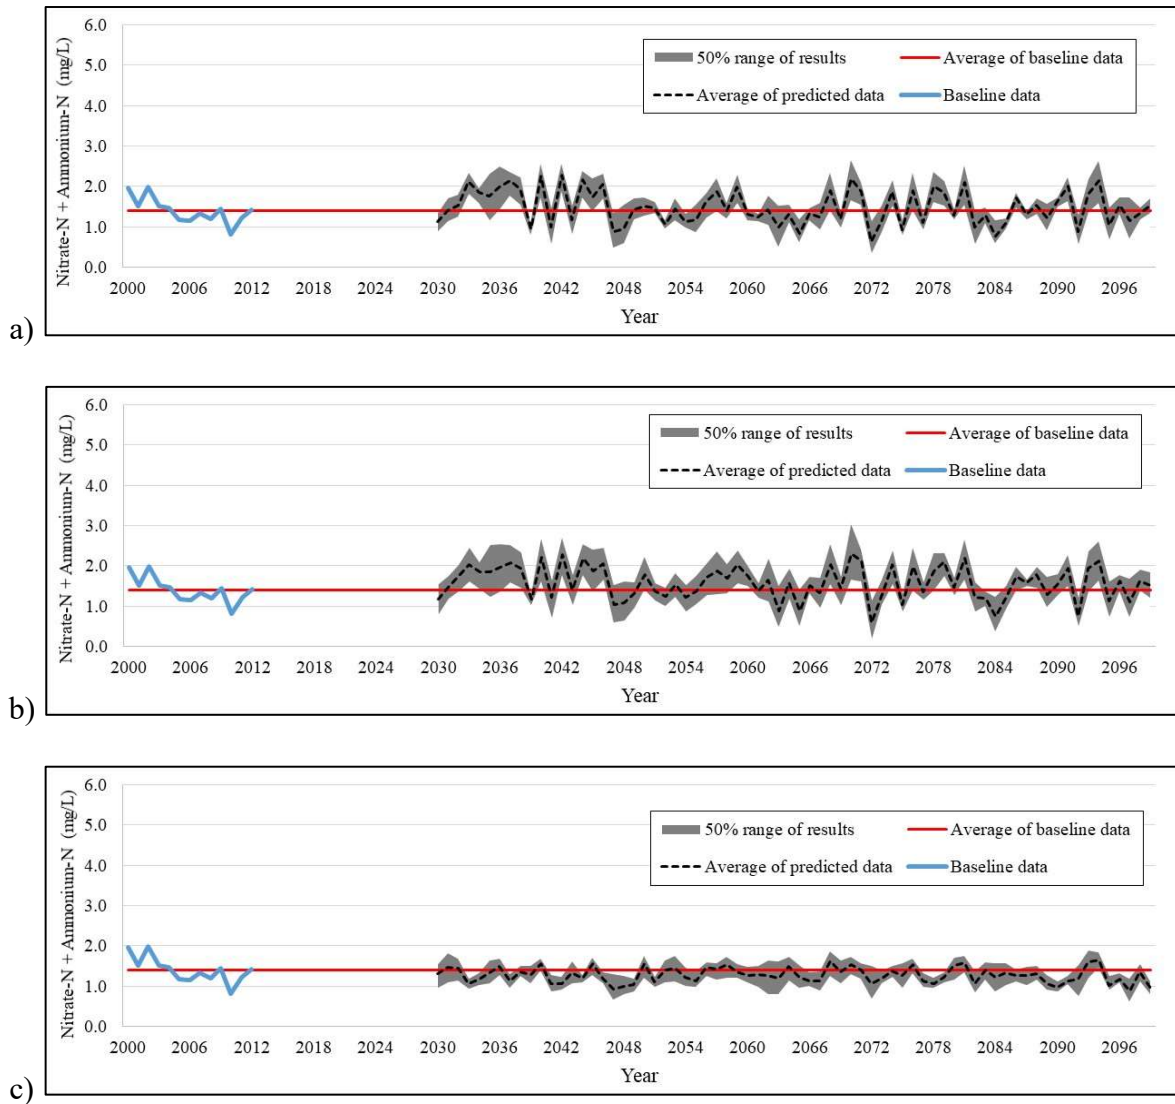 6.0
5.0
4.0
3.0
2.0
1.0
0.0
Nitrate-N + Ammonium-N (mg/L)
50% range of results
Average of baseline data
Average of predicted data
Baseline data
2000 2006 2012 2018 2024 2030 2036 2042 2048 2054 2060 2066 2072 2078 2084 2090 2096
Year
a)
6.0
5.0
4.0
3.0
2.0
1.0
0.0
Nitrate-N + Ammonium-N (mg/L)
50% range of results
Average of baseline data
Average of predicted data
Baseline data
2000 2006 2012 2018 2024 2030 2036 2042 2048 2054 2060 2066 2072 2078 2084 2090 2096
Year
b)
6.0
5.0
4.0
3.0
2.0
1.0
0.0
Nitrate-N + Ammonium-N (mg/L)
50% range of results
Average of baseline data
Average of predicted data
Baseline data
2000 2006 2012 2018 2024 2030 2036 2042 2048 2054 2060 2066 2072 2078 2084 2090 2096
Year
c)